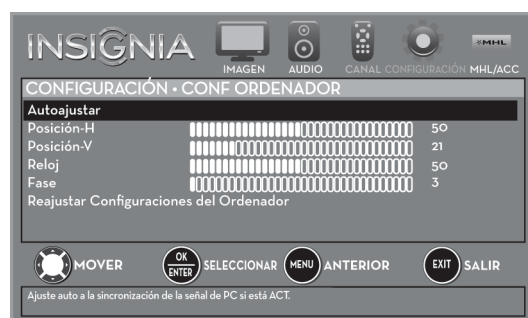 INSIGNIA
IMAGEN AUDIO CANAL CONFIGURACIÓN MHL/ACC
MHL
CONFIGURACIÓN • CONF ORDENADOR
Autoajustar
Posición-H 50
Posición-V 21
Reloj 50
Fase 3
Reajustar Configuraciones del Ordenador
MOVER OK ENTER SELECCIONAR MENU ANTERIOR EXIT SALIR
Ajuste auto a la sincronización de la señal de PC si está ACT.